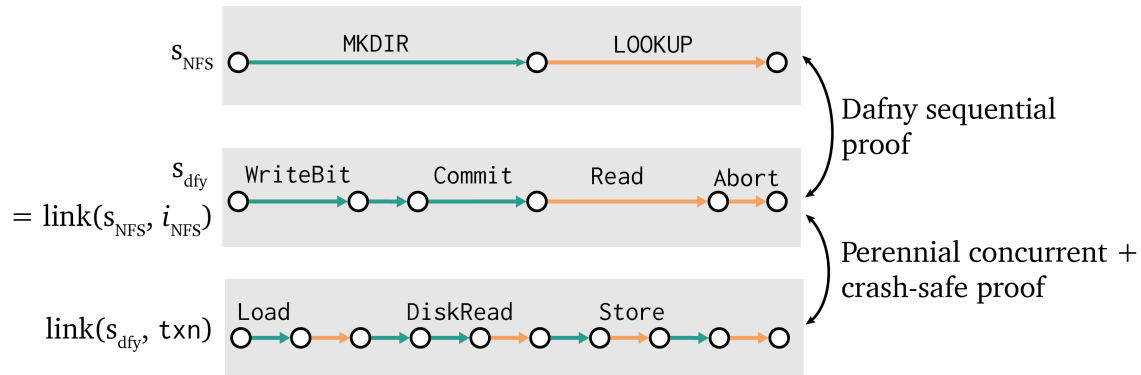 MKDIR LOOKUP
s_NFS
Dafny sequential
proof
s_dfy
WriteBit Commit Read Abort
= link(s_NFS, i_NFS)
Perennial concurrent +
crash-safe proof
Load DiskRead Store
link(s_dfy, txn)